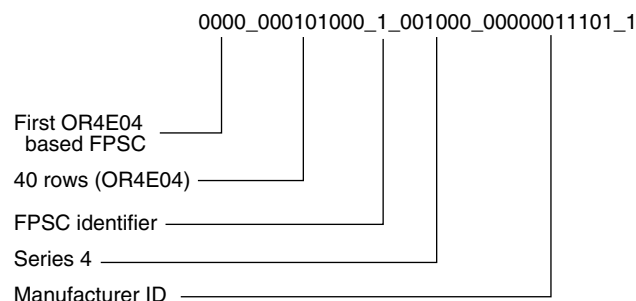 0000_000101000_1_001000_00000011101_1
First OR4E04
based FPSC
40 rows (OR4E04)
FPSC identifier
Series 4
Manufacturer ID